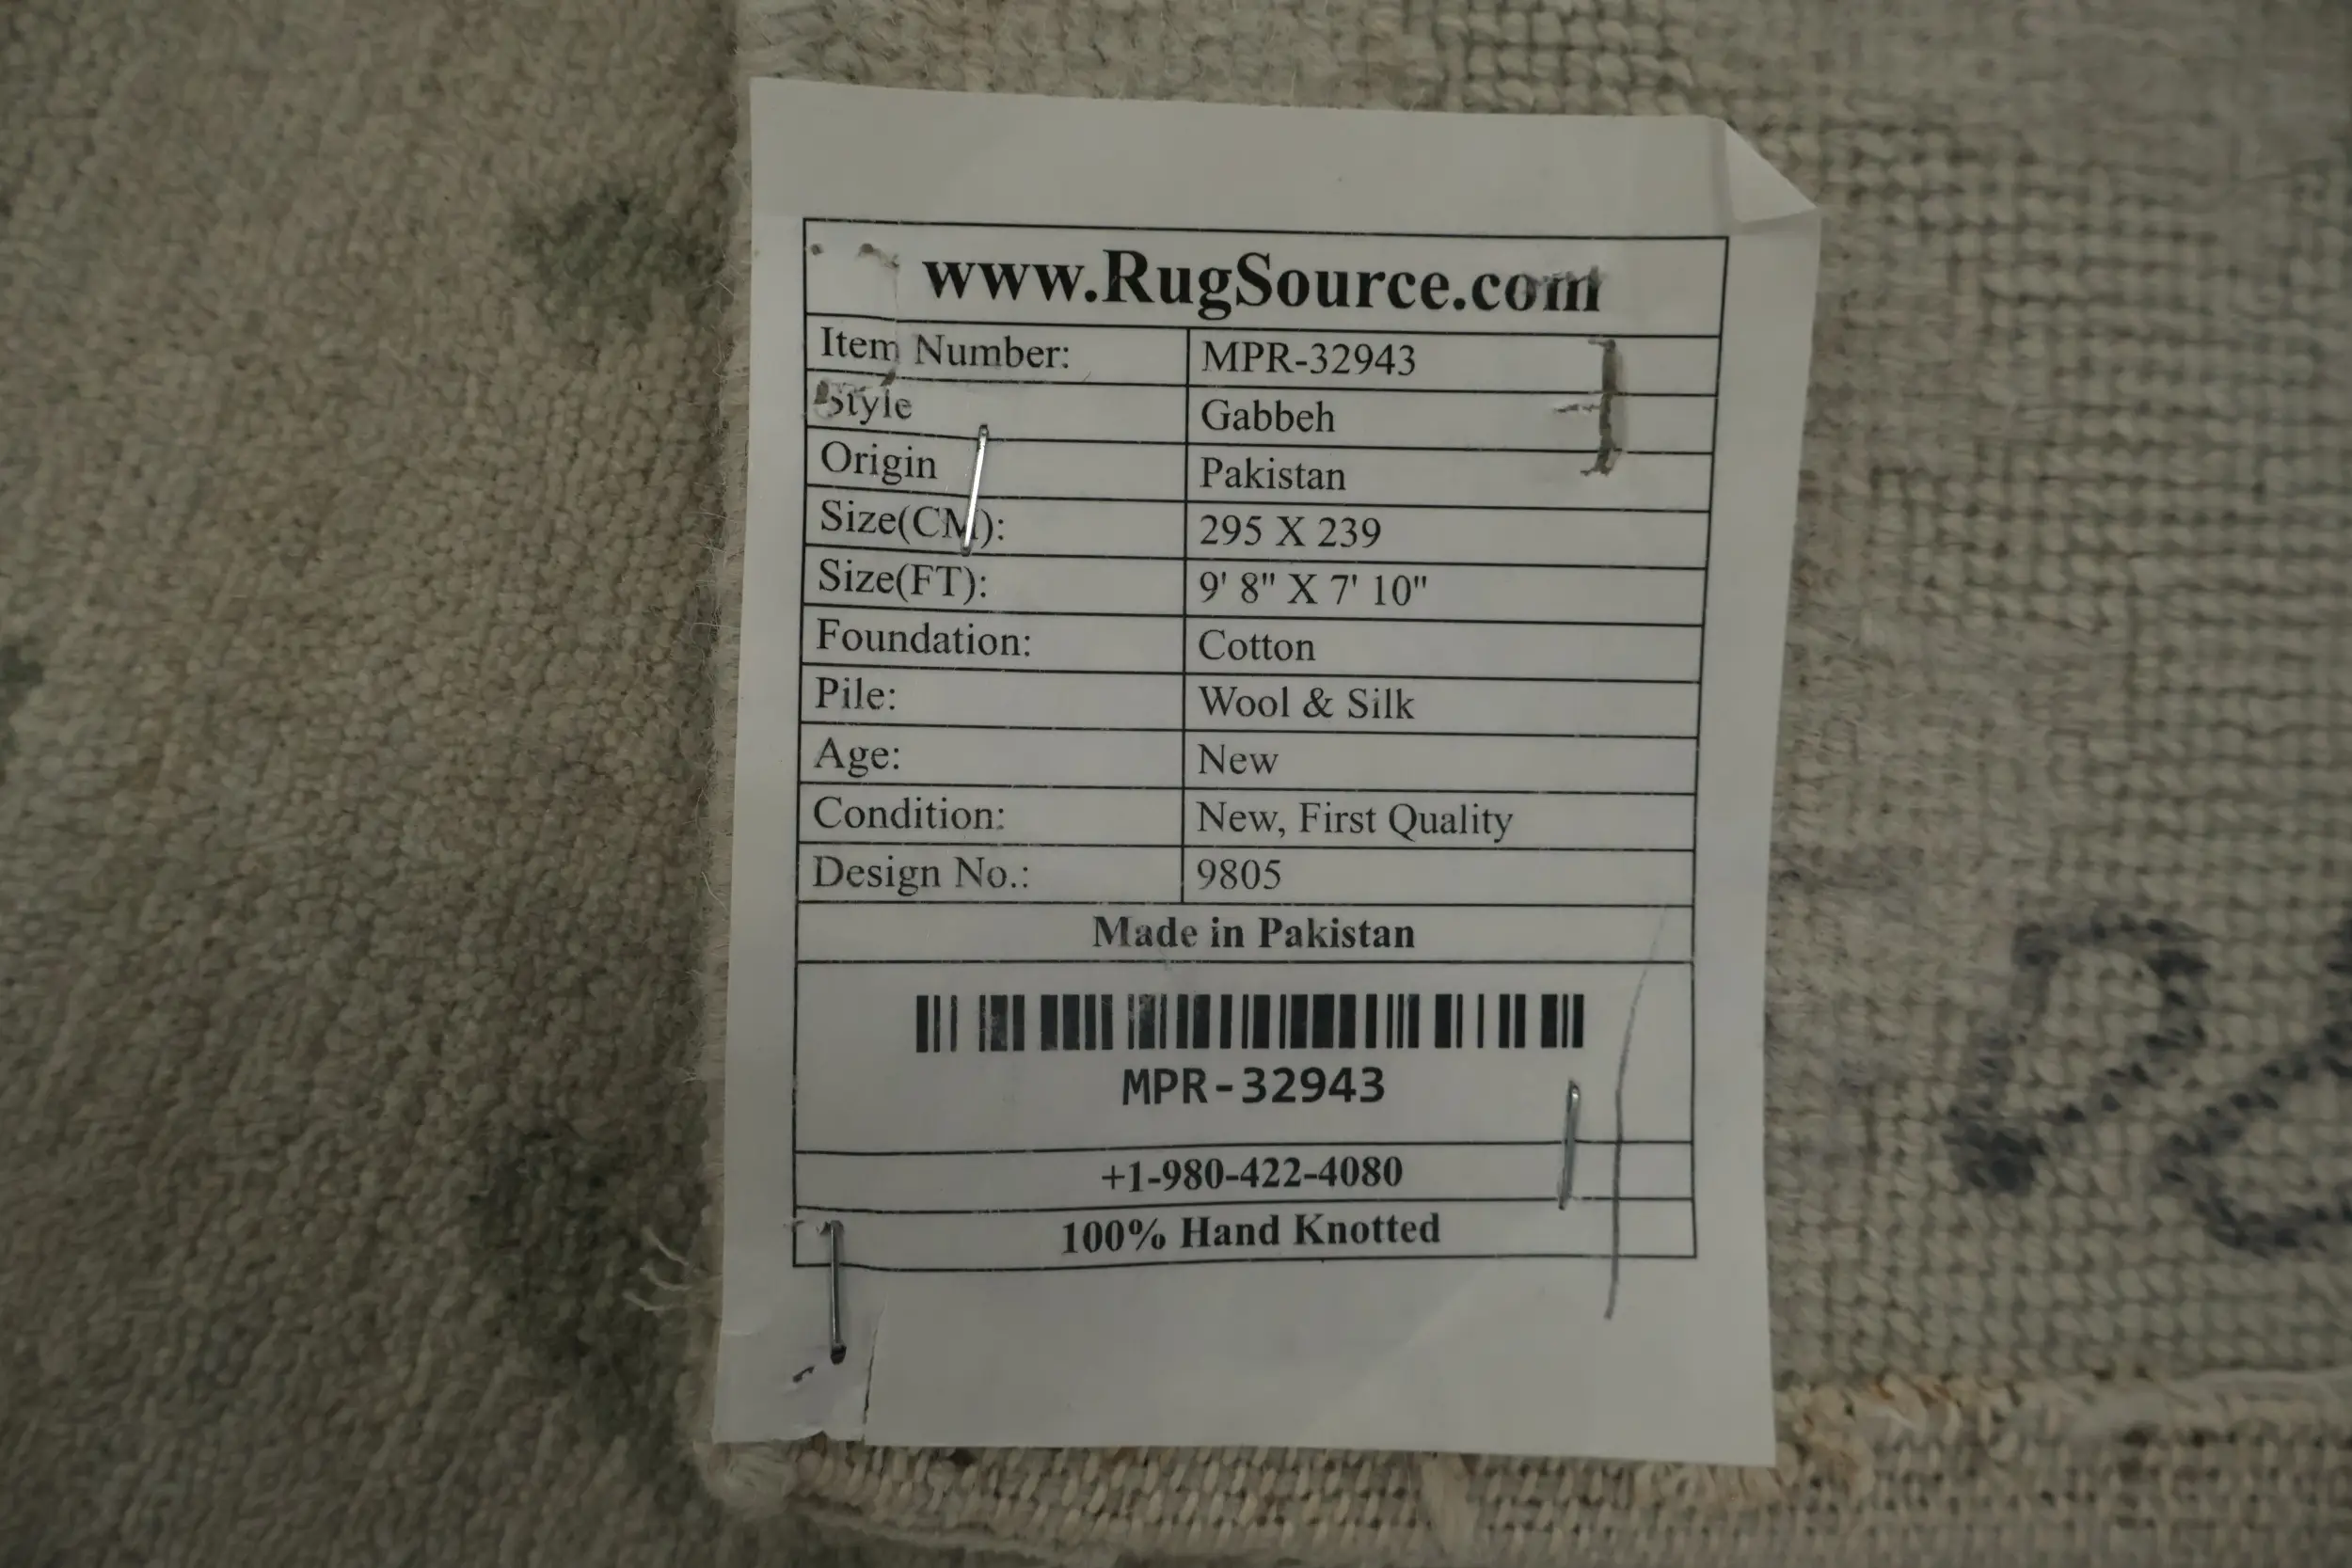 www.RugSource.com
Item Number: MPR-32943
Style Gabbeh
Origin Pakistan
Size(CM): 295 X 239
Size(FT): 9' 8" X 7' 10"
Foundation: Cotton
Pile: Wool & Silk
Age: New
Condition: New, First Quality
Design No.: 9805
Made in Pakistan
MPR-32943
+1-980-422-4080
100% Hand Knotted